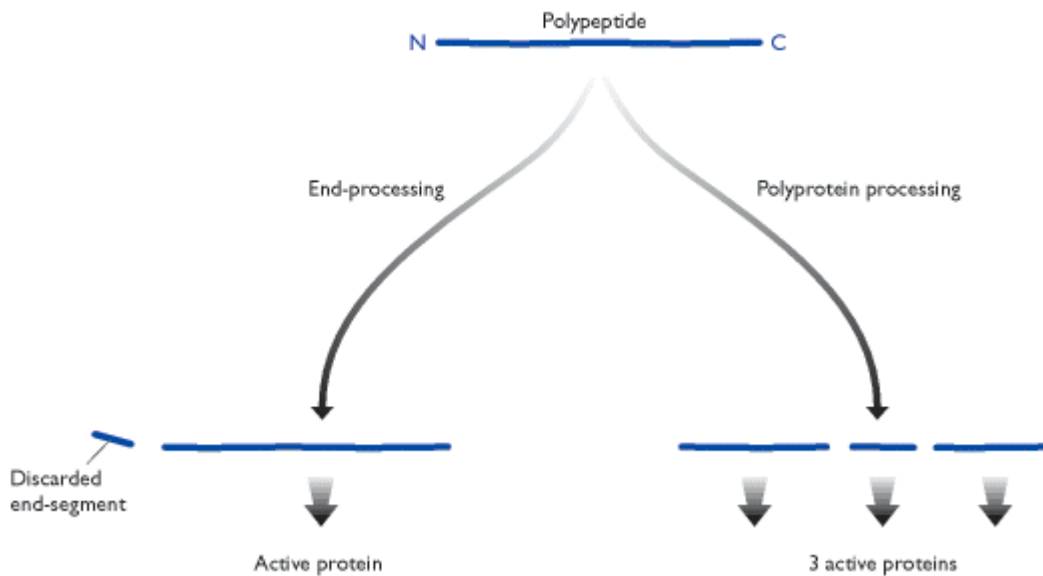 Polypeptide
N C
End-processing
Polyprotein processing
Discarded
end-segment
Active protein
3 active proteins